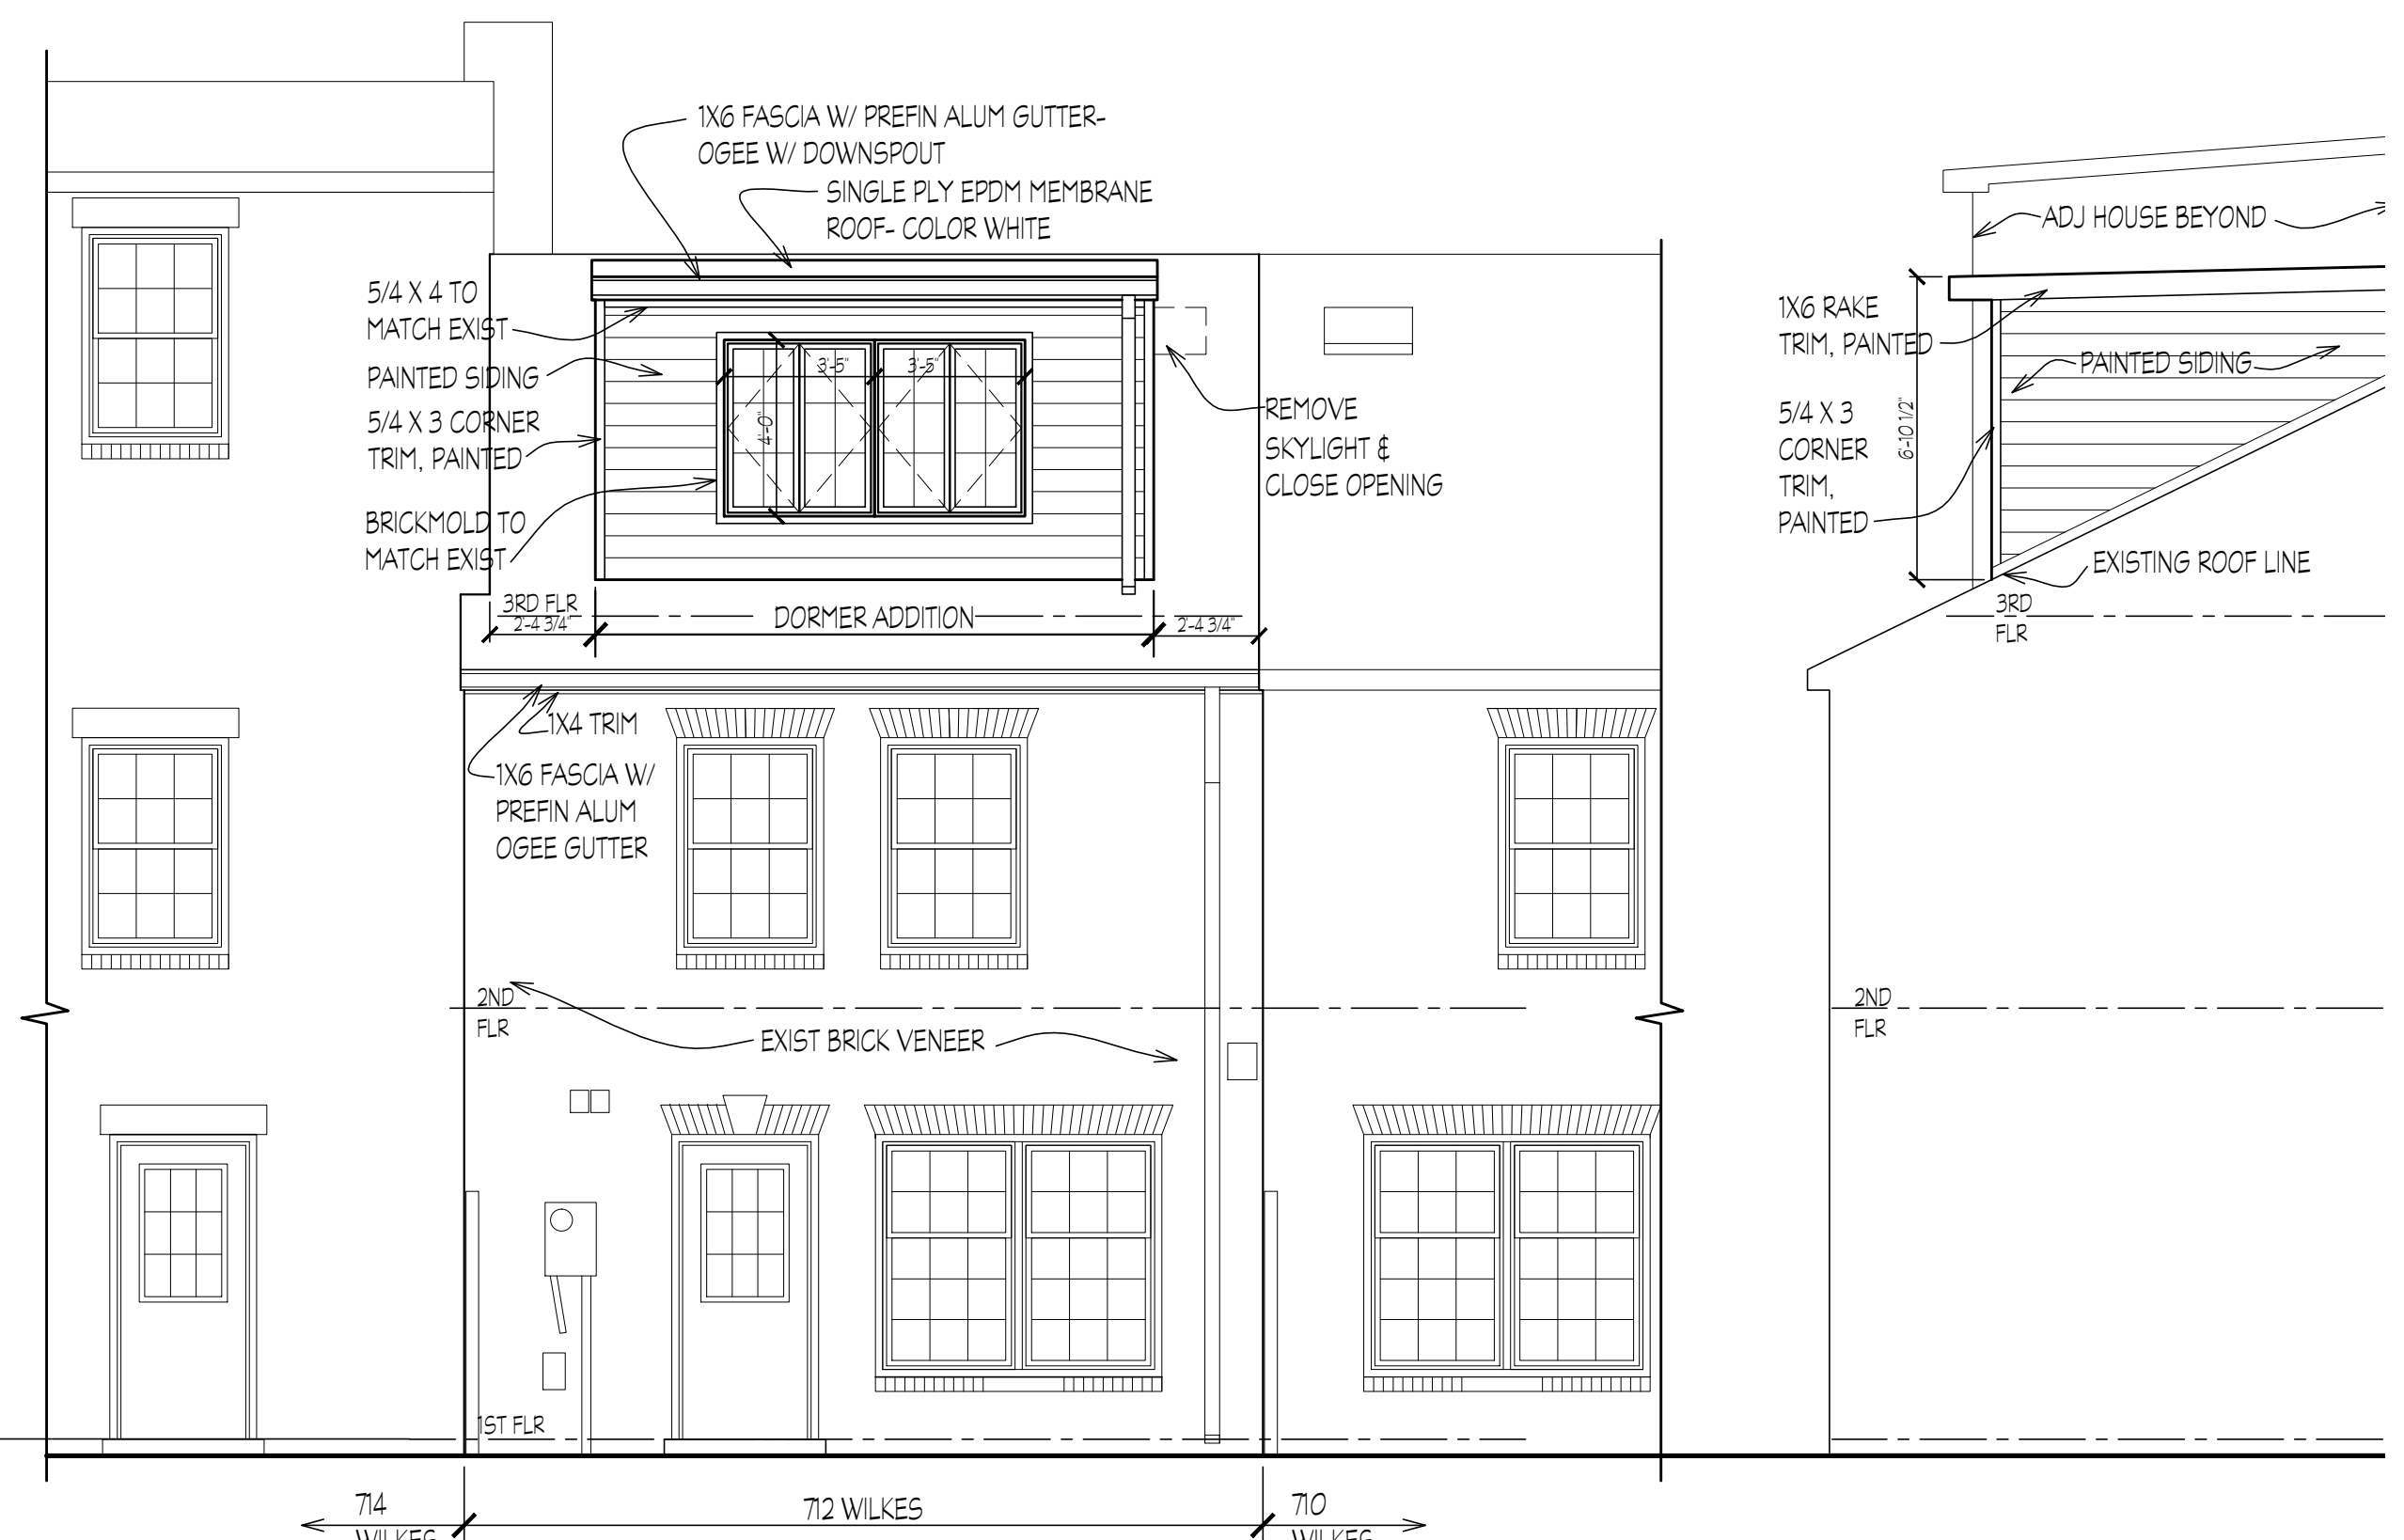 1X6 FASCIA W/ PREFIN ALUM GUTTER-
OGEE W/ DOWNSPOUT
SINGLE PLY EPDM MEMBRANE
ROOF- COLOR WHITE
5/4 X 4 TO
MATCH EXIST
PAINTED SIDING
5/4 X 3 CORNER
TRIM, PAINTED
BRICKMOLD TO
MATCH EXIST
3'-5"
3'-5"
4'-0"
REMOVE
SKYLIGHT &
CLOSE OPENING
3RD FLR
2'-4 3/4"
DORMER ADDITION
2'-4 3/4"
1X4 TRIM
1X6 FASCIA W/
PREFIN ALUM
OGEE GUTTER
2ND
FLR
EXIST BRICK VENEER
1ST FLR
714
WILKES
712 WILKES
710
WILKES
ADJ HOUSE BEYOND
1X6 RAKE
TRIM, PAINTED
PAINTED SIDING
5/4 X 3
CORNER
TRIM,
PAINTED
6'-10 1/2"
EXISTING ROOF LINE
3RD
FLR
2ND
FLR